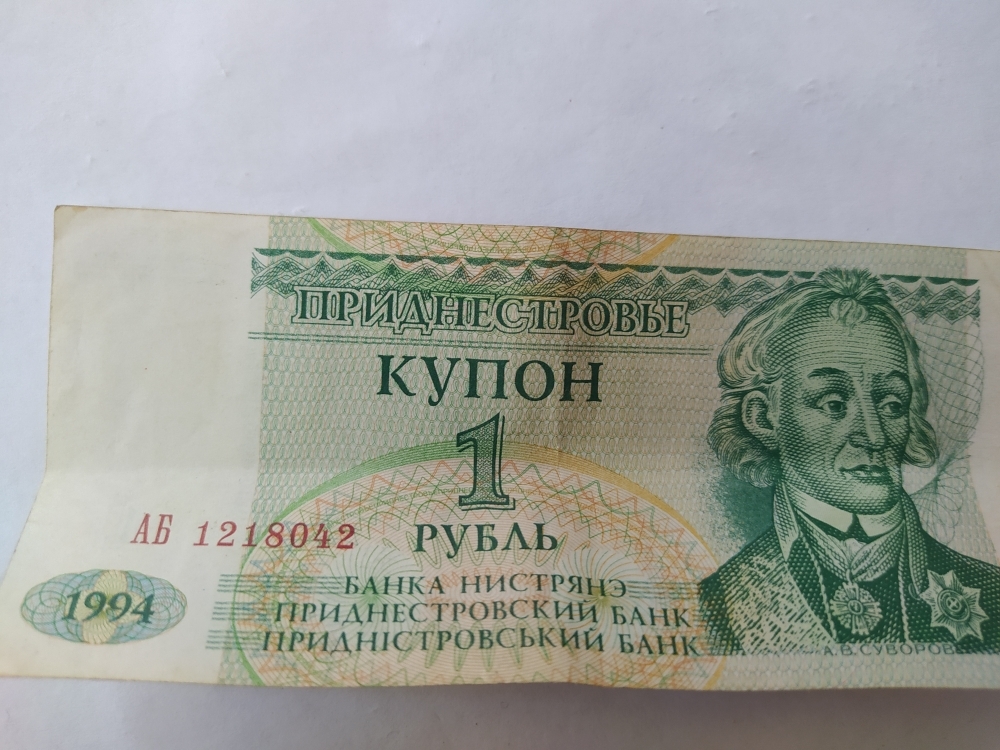 ПРИДНЕСТРОВЬЕ
КУПОН
1
РУБЛЬ
АБ 1218042
1994
БАНКА НИСТРЯНЭ
ПРИДНЕСТРОВСКИЙ БАНК
ПРИДНІСТРОВСЬКИЙ БАНК
А.В.СУВОРОВ